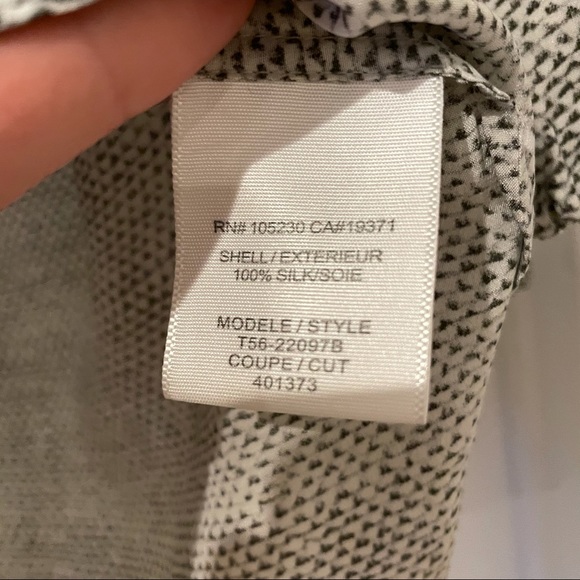 RN# 105230 CA#19371
SHELL / EXTERIEUR
100% SILK/SOIE
MODELE / STYLE
T56-22097B
COUPE / CUT
401373